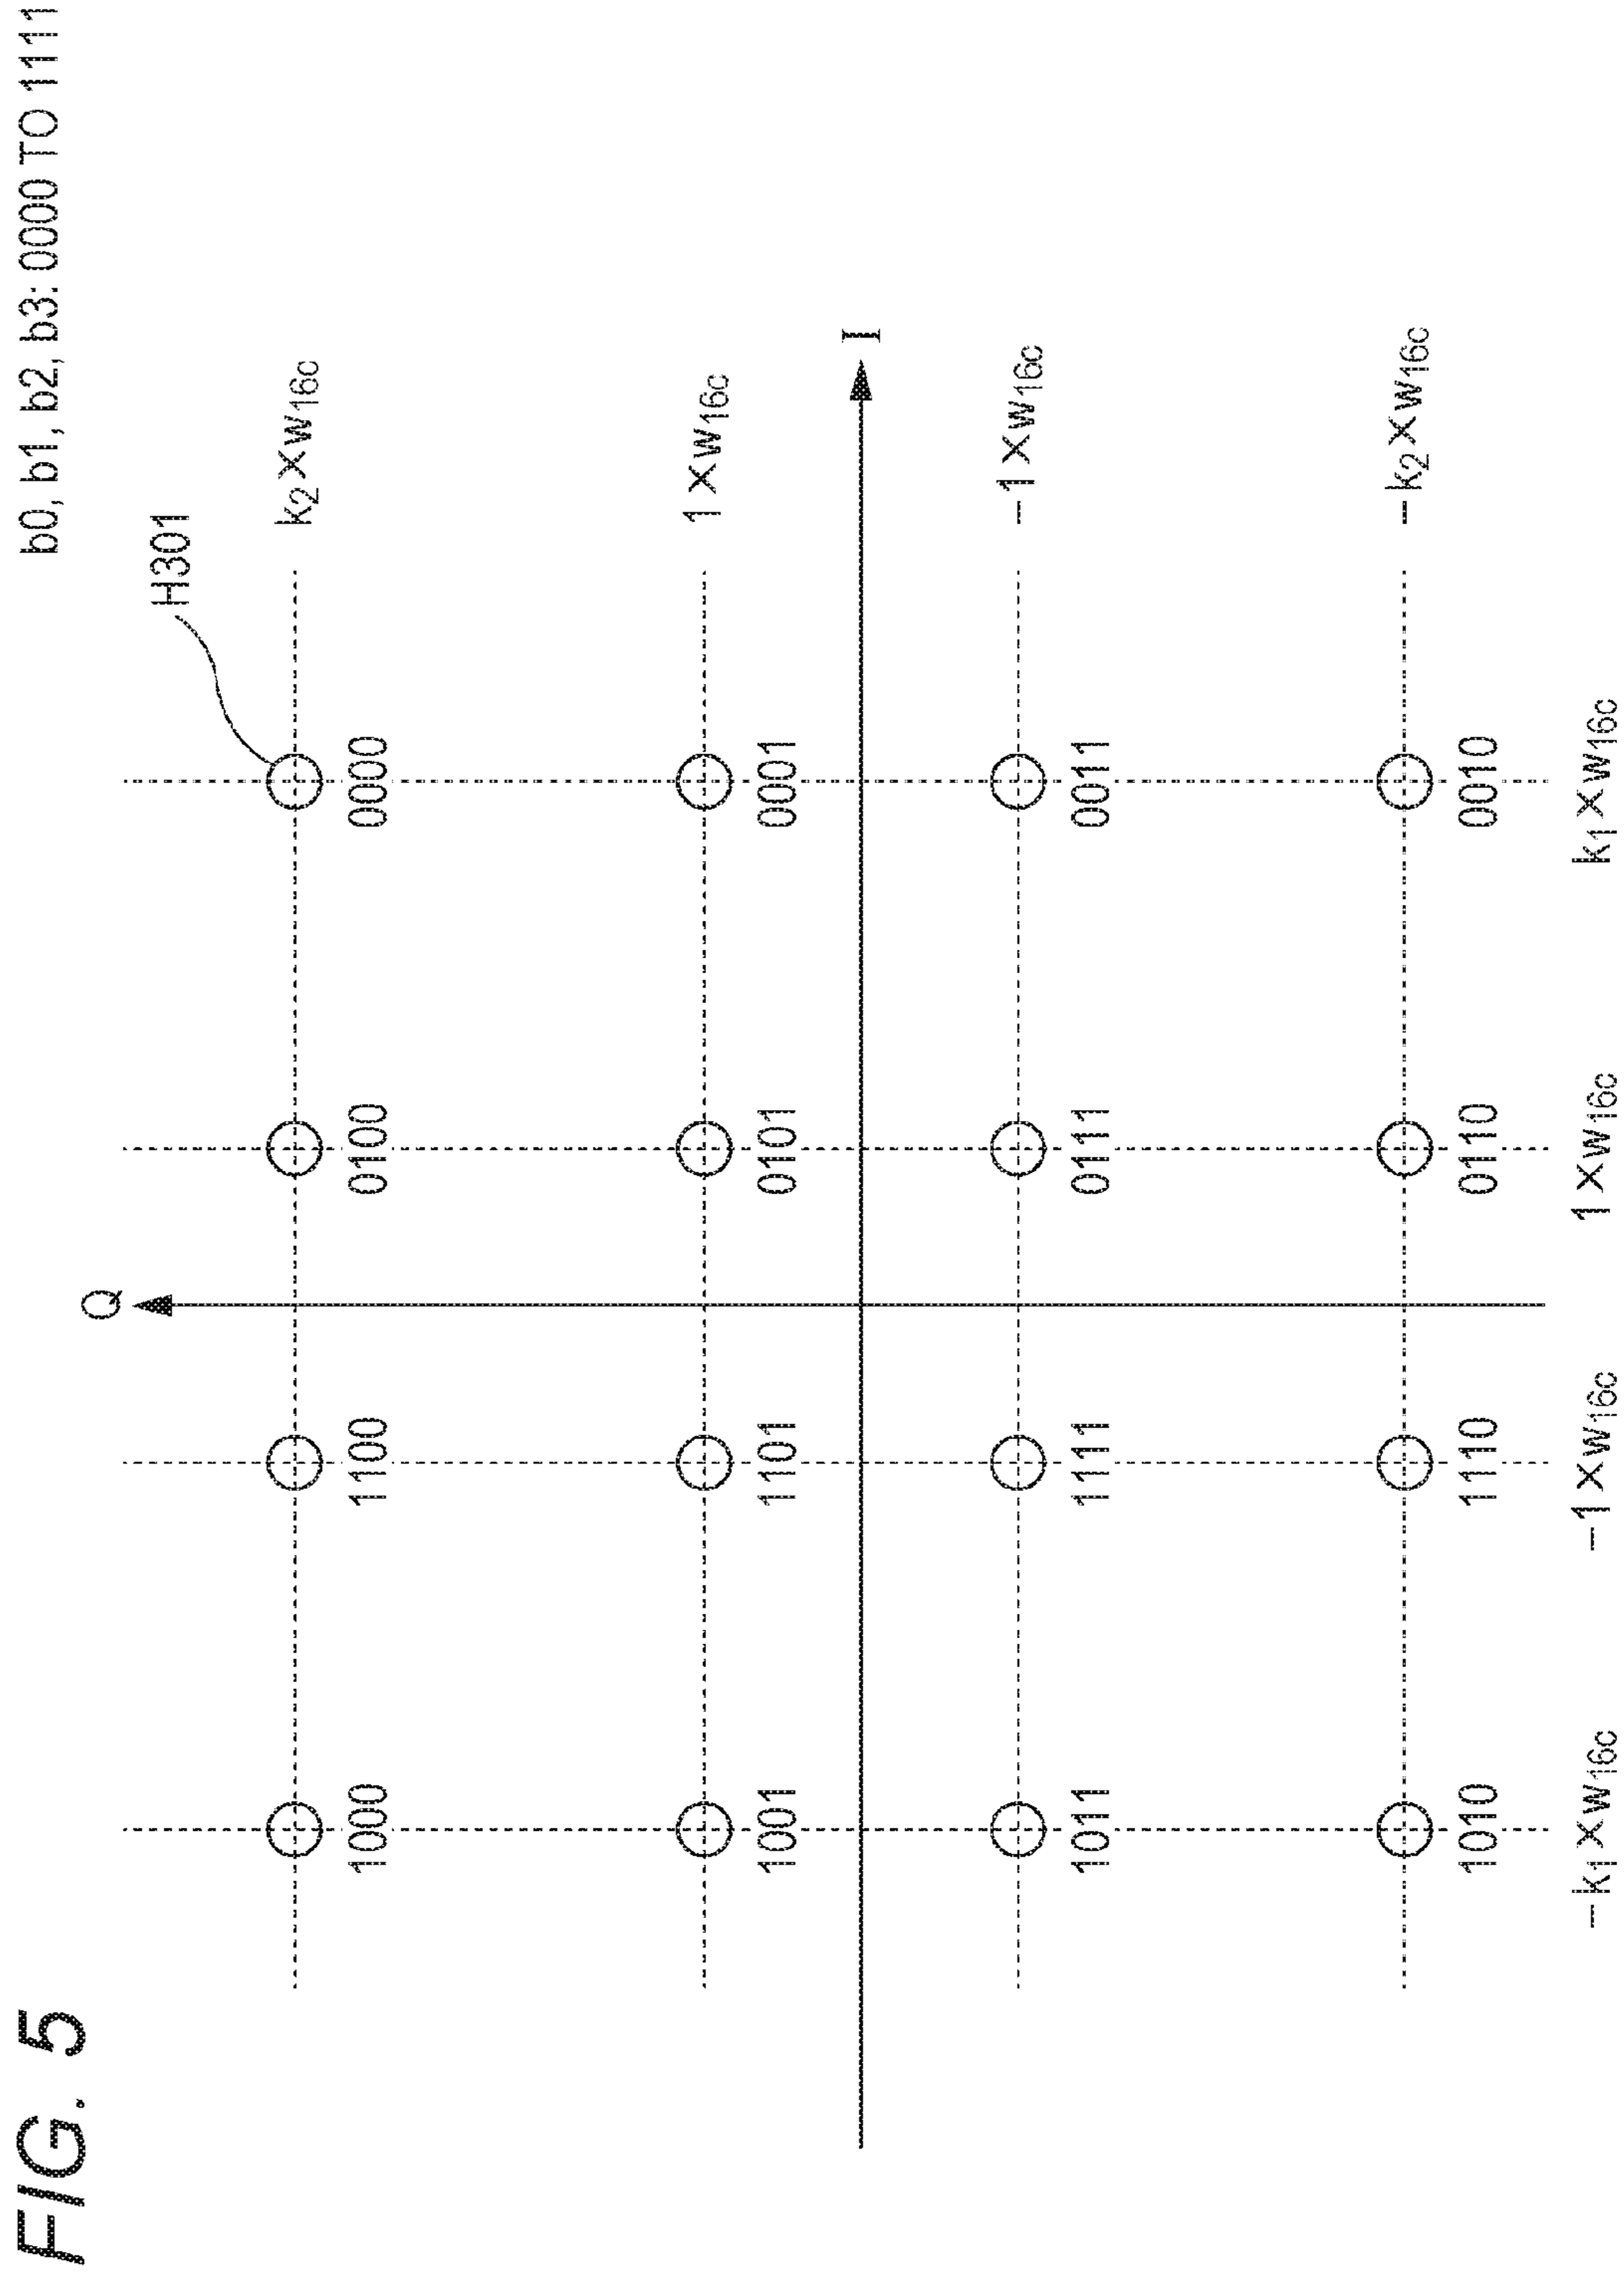 FIG. 5
b0, b1, b2, b3: 0000 TO 1111
Q
H301
k2×w16c
1000 1100 0100 0000
1×w16c
1001 1101 0101 0001
I
−1×w16c
1011 1111 0111 0011
−k2×w16c
1010 1110 0110 0010
−k1×w16c −1×w16c 1×w16c k1×w16c